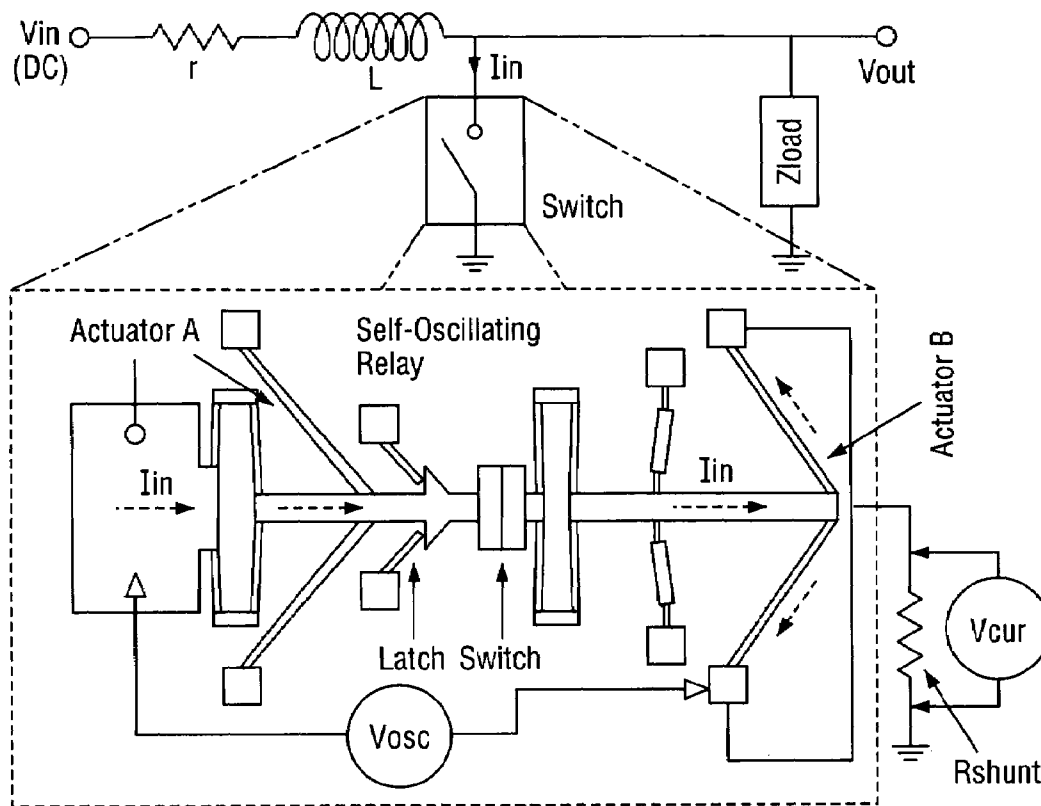 Vin
(DC)
r
L
Iin
Vout
Zload
Switch
Actuator A
Self-Oscillating
Relay
Actuator B
Iin
Iin
Latch Switch
Vosc
Vcur
Rshunt